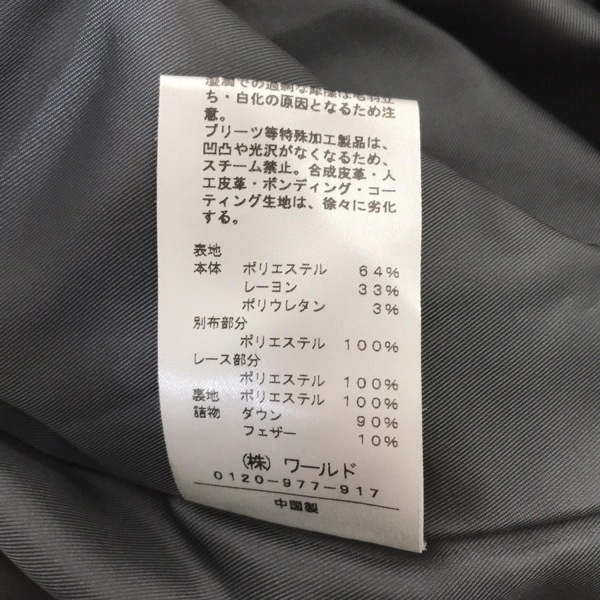 湿潤での過剰な摩擦は毛羽立
ち・白化の原因となるため注
意。
プリーツ等特殊加工製品は、
凹凸や光沢がなくなるため、
スチーム禁止。合成皮革・人
工皮革・ボンディング・コー
ティング生地は、徐々に劣化
する。
表地
本体 ポリエステル 64%
レーヨン 33%
ポリウレタン 3%
別布部分
ポリエステル 100%
レース部分
ポリエステル 100%
裏地 ポリエステル 100%
詰物 ダウン 90%
フェザー 10%
(株) ワールド
0120-977-917
中国製